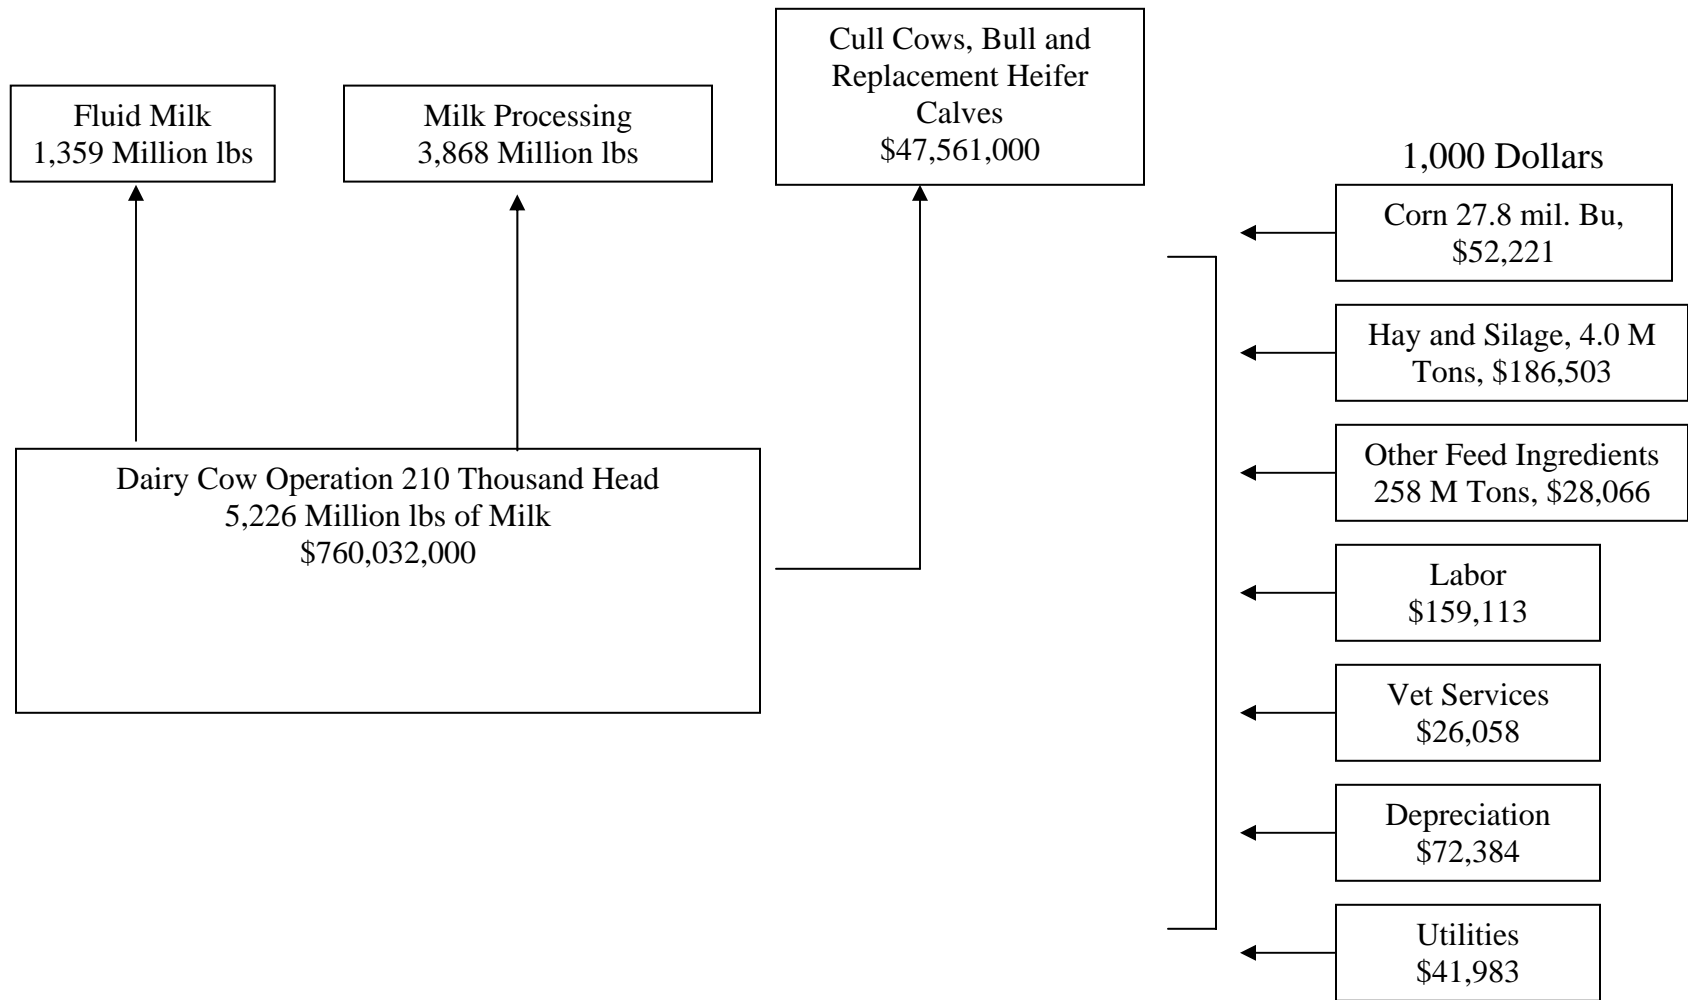 Fluid Milk
1,359 Million lbs
Milk Processing
3,868 Million lbs
Cull Cows, Bull and
Replacement Heifer
Calves
$47,561,000
Dairy Cow Operation 210 Thousand Head
5,226 Million lbs of Milk
$760,032,000
1,000 Dollars
Corn 27.8 mil. Bu,
$52,221
Hay and Silage, 4.0 M
Tons, $186,503
Other Feed Ingredients
258 M Tons, $28,066
Labor
$159,113
Vet Services
$26,058
Depreciation
$72,384
Utilities
$41,983